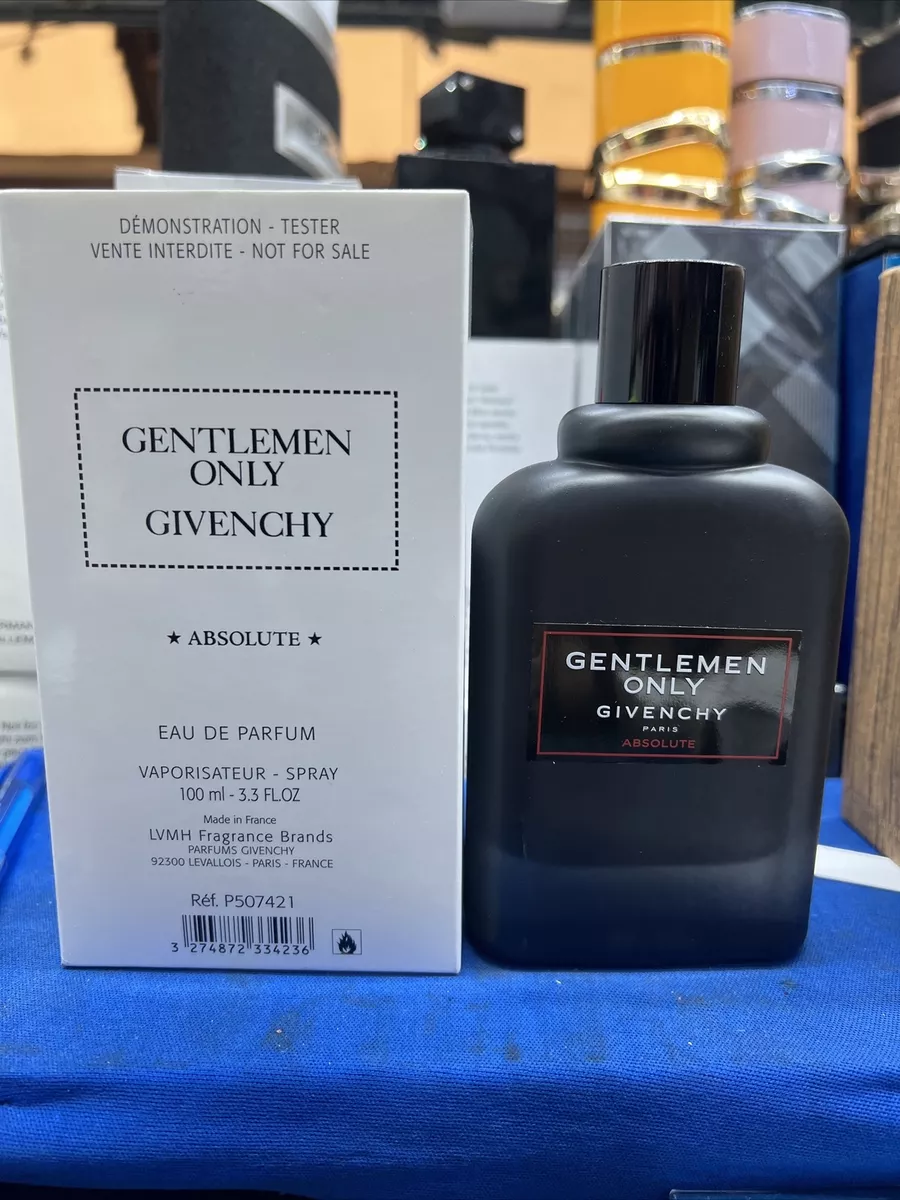 DÉMONSTRATION - TESTER
VENTE INTERDITE - NOT FOR SALE
GENTLEMEN
ONLY
GIVENCHY
★ ABSOLUTE ★
EAU DE PARFUM
VAPORISATEUR - SPRAY
100 ml - 3.3 FL.OZ
Made in France
LVMH Fragrance Brands
PARFUMS GIVENCHY
92300 LEVALLOIS - PARIS - FRANCE
Réf. P507421
3 274872 334236
GENTLEMEN
ONLY
GIVENCHY
PARIS
ABSOLUTE